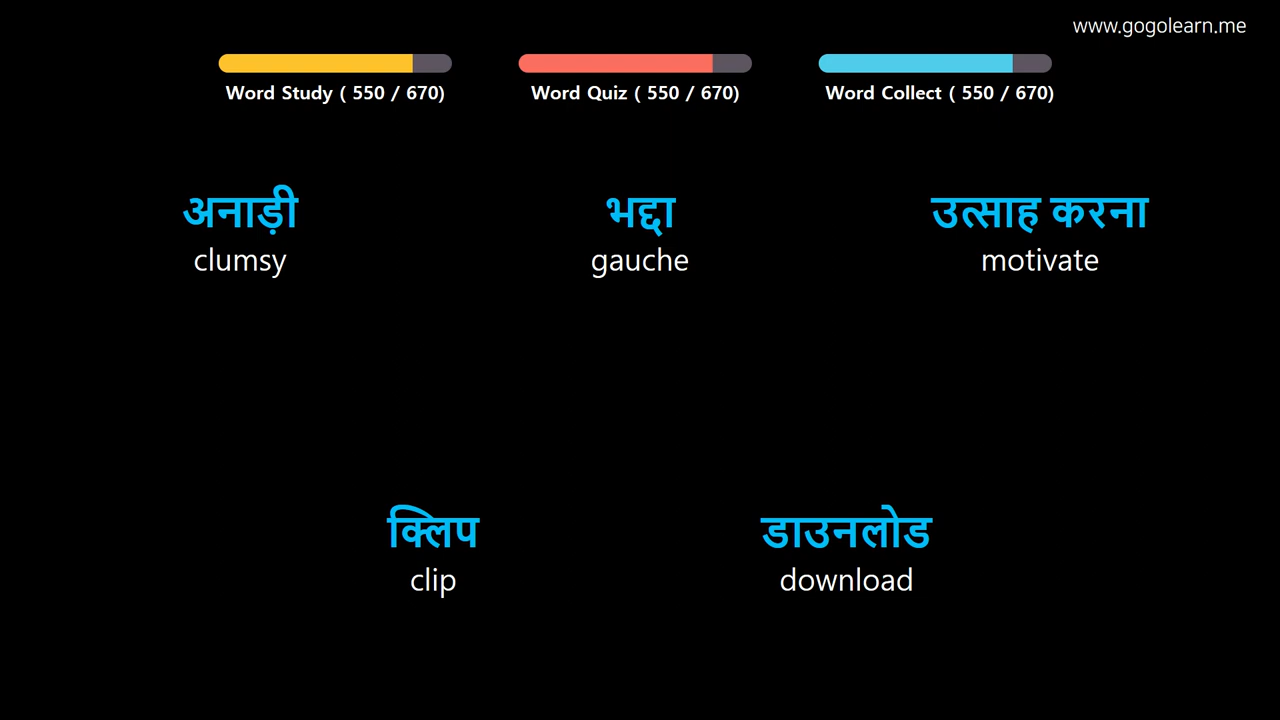 www.gogolearn.me
Word Study ( 550 / 670)
Word Quiz ( 550 / 670)
Word Collect ( 550 / 670)
अनाड़ी
clumsy
भद्दा
gauche
उत्साह करना
motivate
क्लिप
clip
डाउनलोड
download